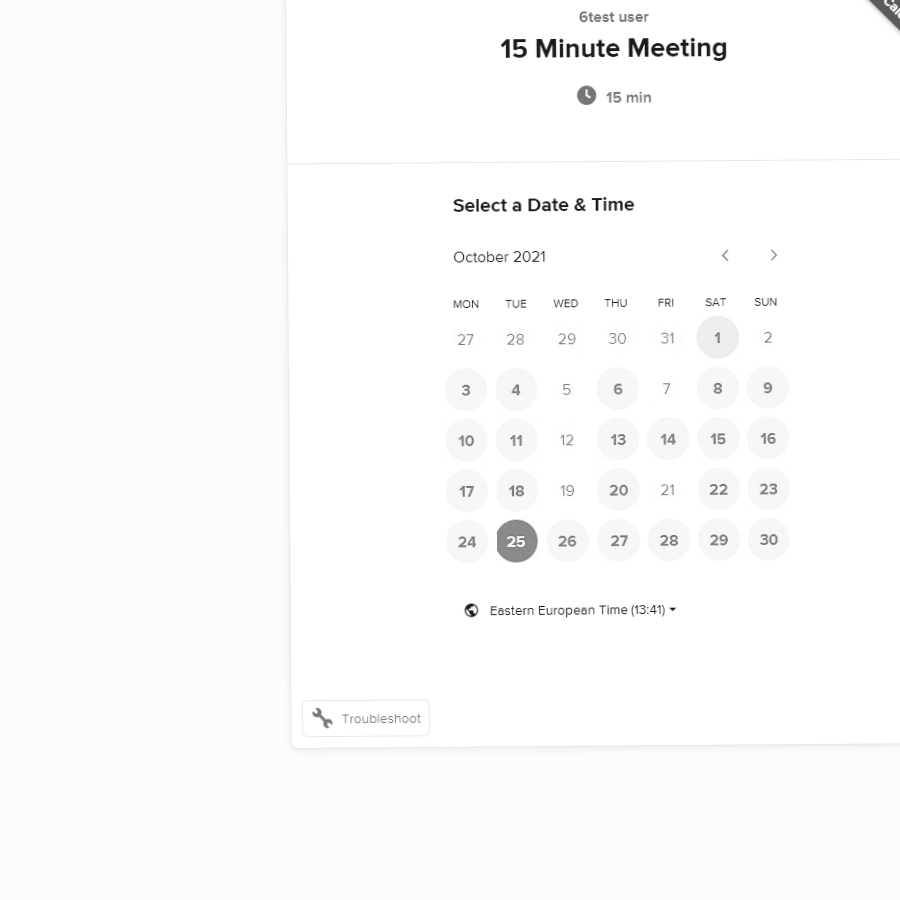 6test user
15 Minute Meeting
15 min
Select a Date & Time
October 2021
MON TUE WED THU FRI SAT SUN
27 28 29 30 31 1 2
3 4 5 6 7 8 9
10 11 12 13 14 15 16
17 18 19 20 21 22 23
24 25 26 27 28 29 30
Eastern European Time (13:41)
Troubleshoot